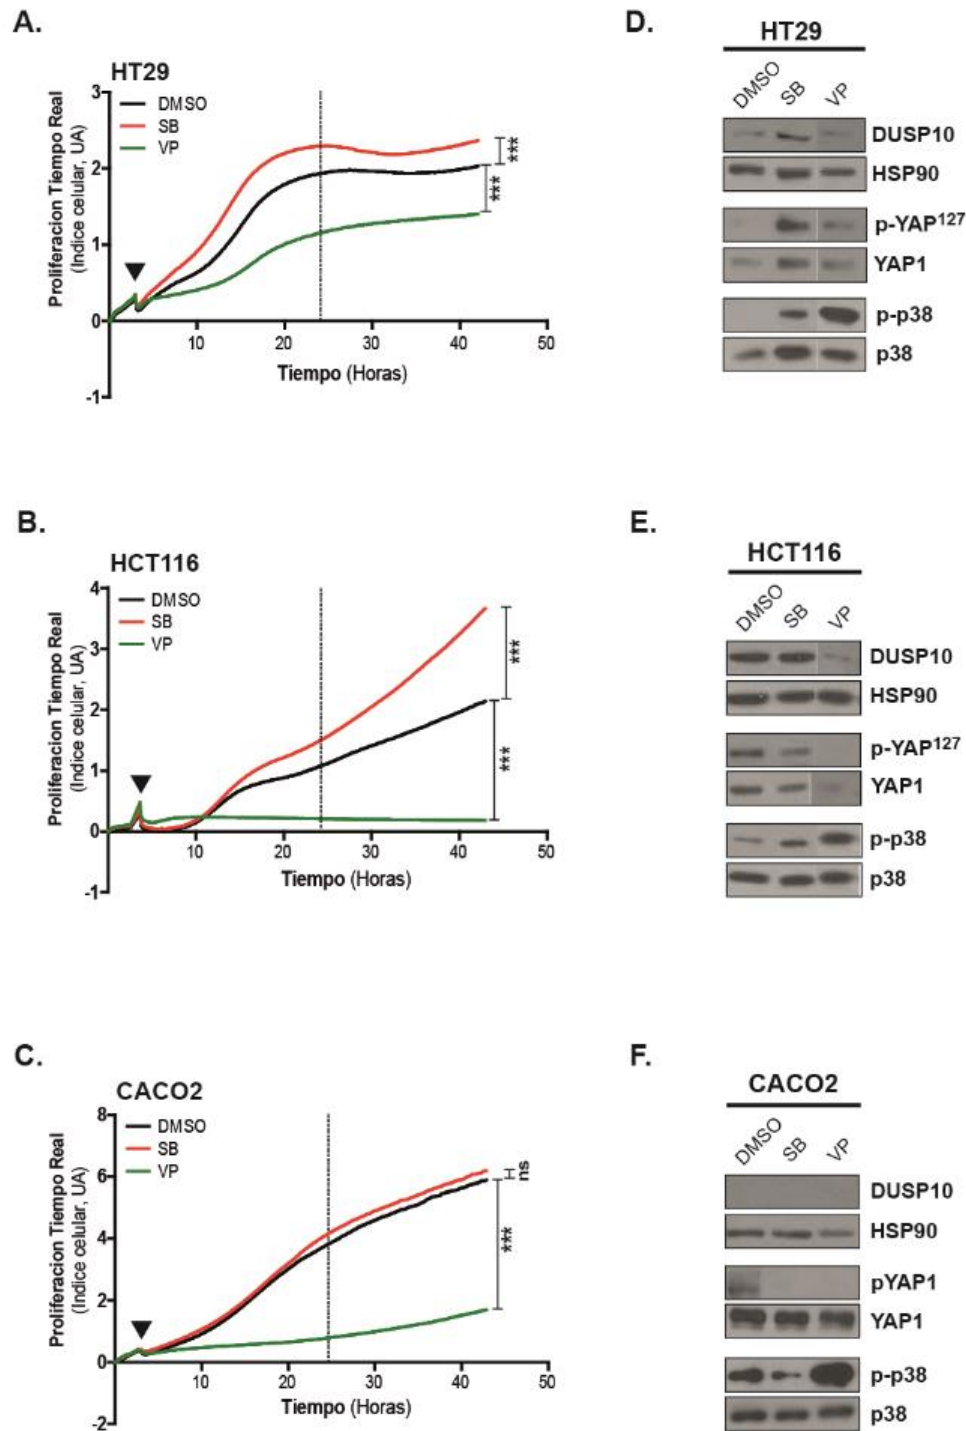 A.
HT29
DMSO
SB
VP
Proliferacion Tiempo Real
(Indice celular, UA)
3
2
1
0
-1
10
20
30
40
50
Tiempo (Horas)
***
***
D.
HT29
DMSO
SB
VP
DUSP10
HSP90
p-YAP127
YAP1
p-p38
p38
B.
HCT116
DMSO
SB
VP
Proliferacion Tiempo Real
(Indice celular, UA)
4
3
2
1
0
-1
10
20
30
40
50
Tiempo (Horas)
***
***
E.
HCT116
DMSO
SB
VP
DUSP10
HSP90
p-YAP127
YAP1
p-p38
p38
C.
CACO2
DMSO
SB
VP
Proliferacion Tiempo Real
(Indice celular, UA)
8
6
4
2
0
-2
10
20
30
40
50
Tiempo (Horas)
ns
***
F.
CACO2
DMSO
SB
VP
DUSP10
HSP90
pYAP1
YAP1
p-p38
p38